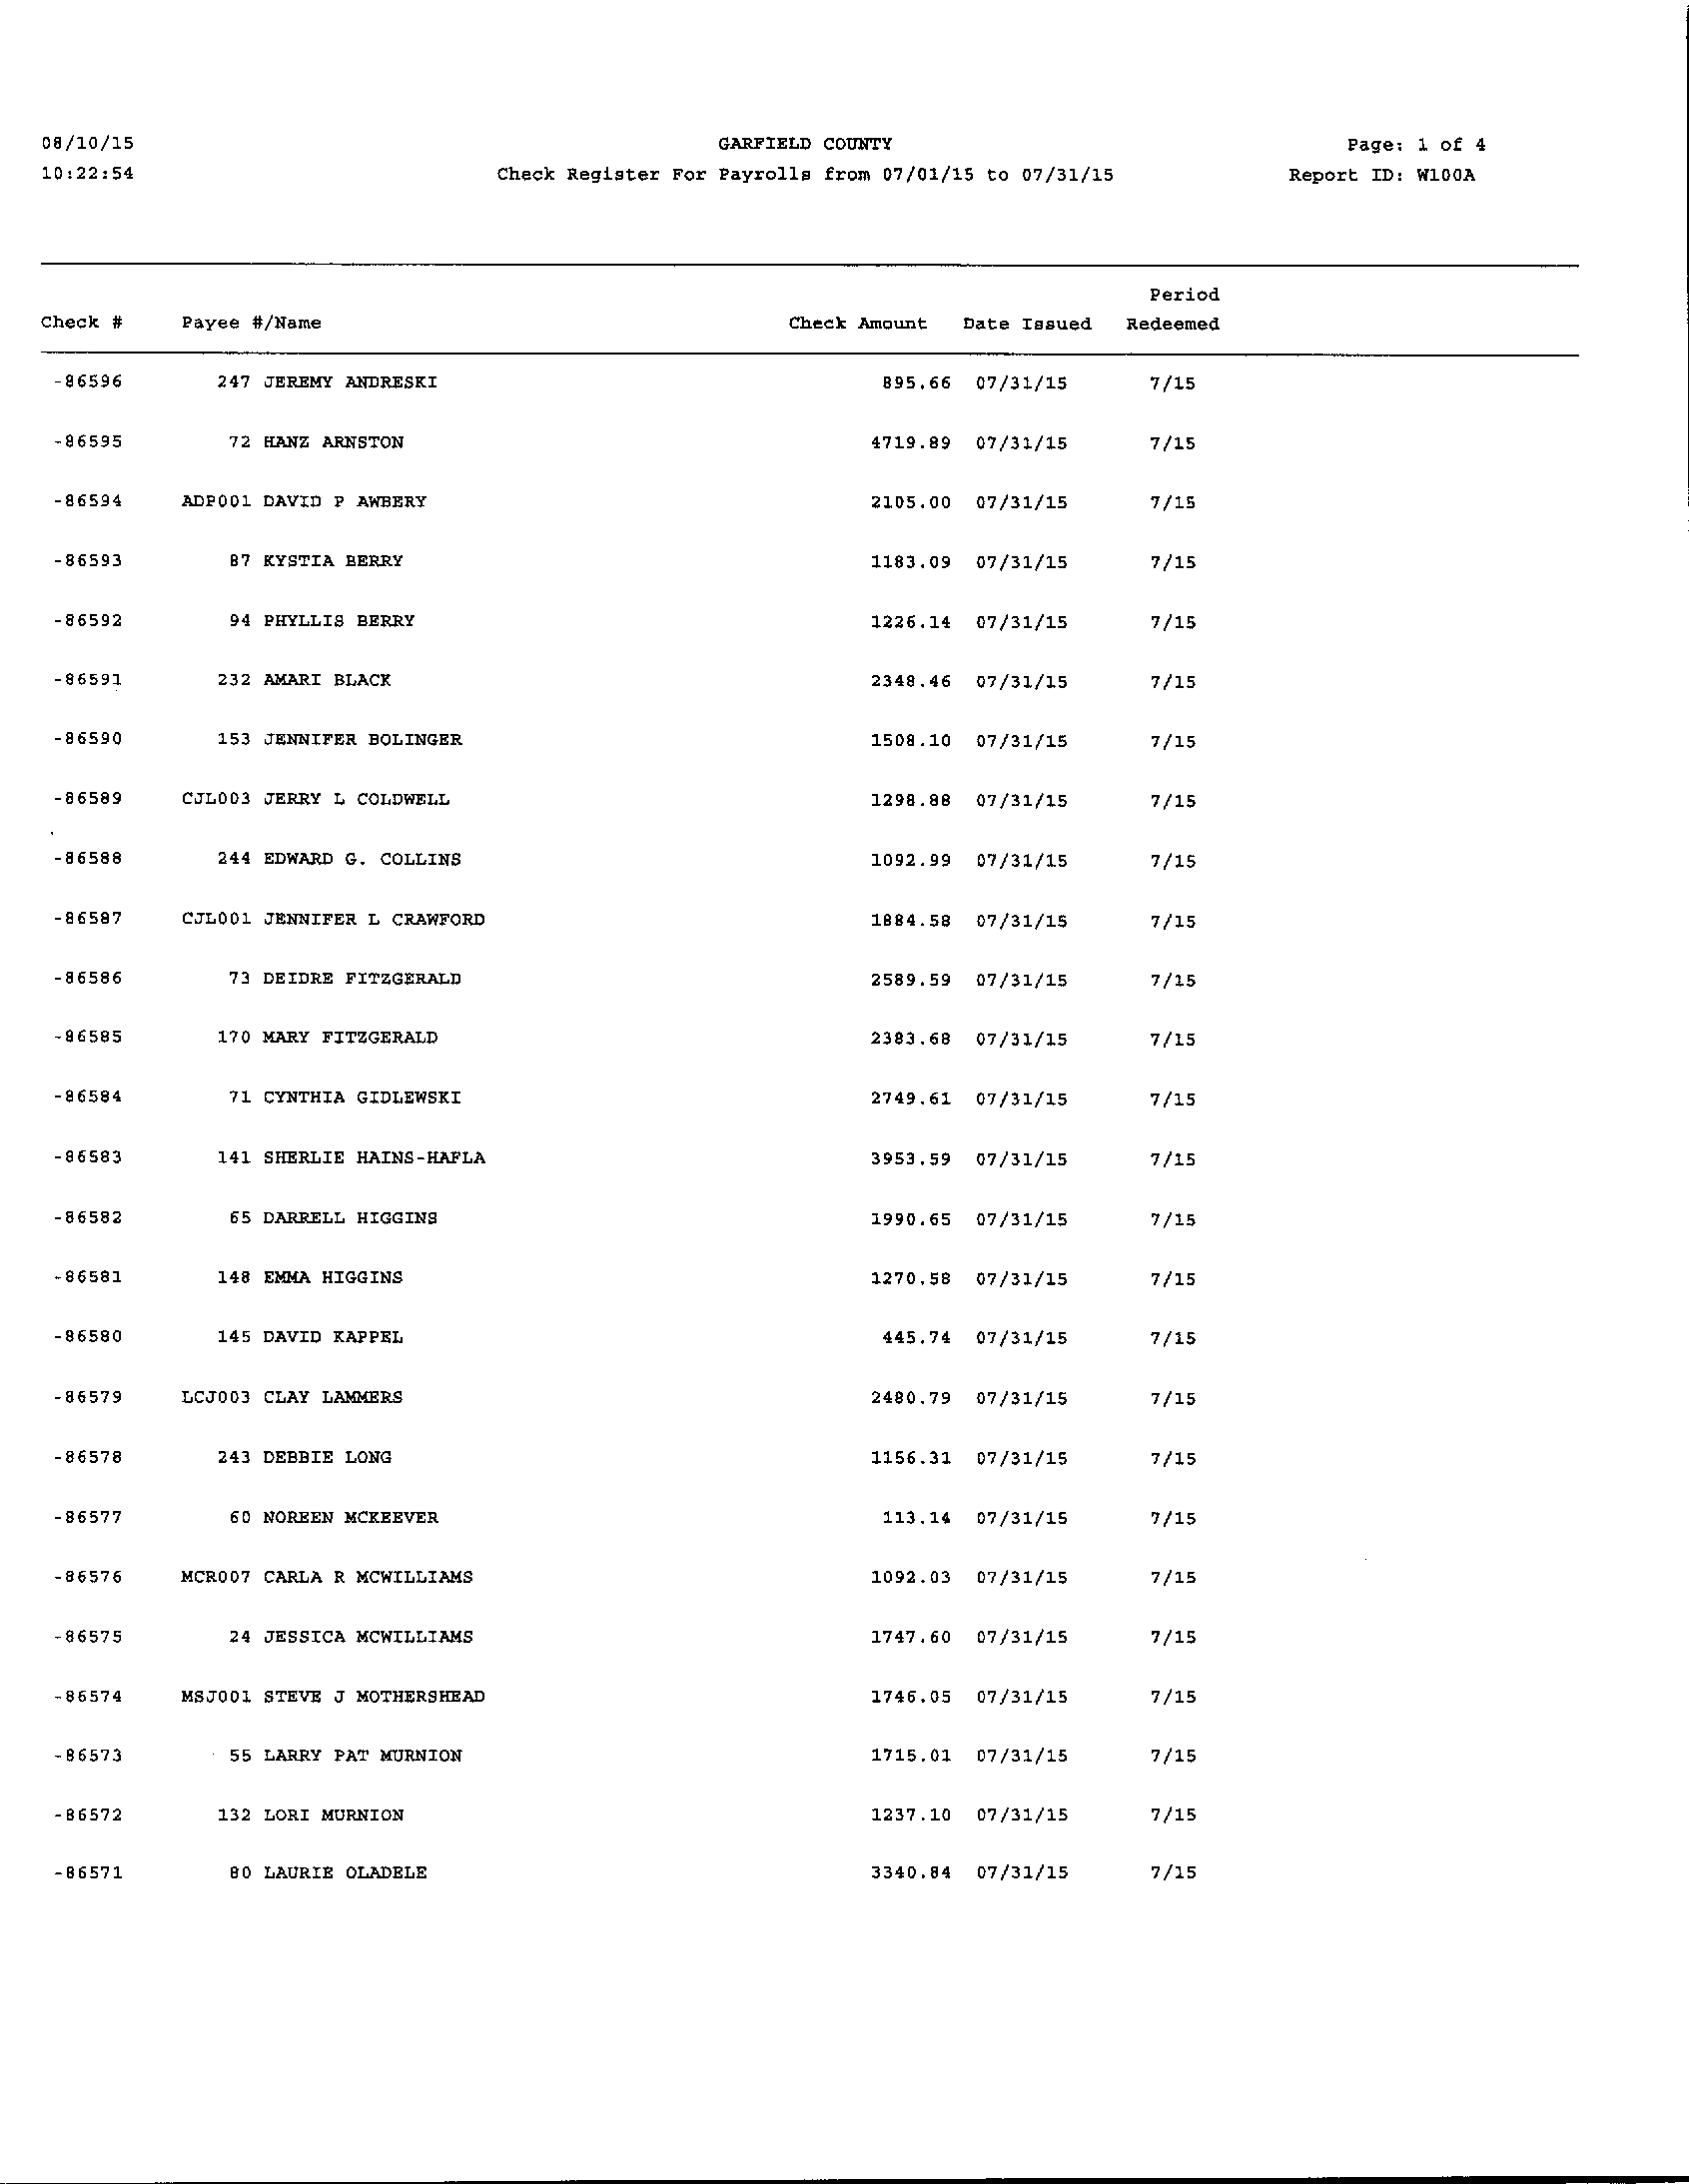 08/10/15 GARFIELD COUNTY Page: 1 of 4
10:22:54 Check Register For Payrolls from 07/01/15 to 07/31/15 Report ID: W100A
Period
Check # Payee #/Name Check Amount Date Issued Redeemed
-86596 247 JEREMY ANDRESKI 895.66 07/31/15 7/15
-86595 72 HANZ ARNSTON 4719.89 07/31/15 7/15
-86594 ADP001 DAVID P AWBERY 2105.00 07/31/15 7/15
-86593 87 KYSTIA BERRY 1183.09 07/31/15 7/15
-86592 94 PHYLLIS BERRY 1226.14 07/31/15 7/15
-86591 232 AMARI BLACK 2348.46 07/31/15 7/15
-86590 153 JENNIFER BOLINGER 1508.10 07/31/15 7/15
-86589 CJL003 JERRY L COLDWELL 1298.88 07/31/15 7/15
-86588 244 EDWARD G. COLLINS 1092.99 07/31/15 7/15
-86587 CJL001 JENNIFER L CRAWFORD 1884.58 07/31/15 7/15
-86586 73 DEIDRE FITZGERALD 2589.59 07/31/15 7/15
-86585 170 MARY FITZGERALD 2383.68 07/31/15 7/15
-86584 71 CYNTHIA GIDLEWSKI 2749.61 07/31/15 7/15
-86583 141 SHERLIE HAINS-HAFLA 3953.59 07/31/15 7/15
-86582 65 DARRELL HIGGINS 1990.65 07/31/15 7/15
-86581 148 EMMA HIGGINS 1270.58 07/31/15 7/15
-86580 145 DAVID KAPPEL 445.74 07/31/15 7/15
-86579 LCJ003 CLAY LAMMERS 2480.79 07/31/15 7/15
-86578 243 DEBBIE LONG 1156.31 07/31/15 7/15
-86577 60 NOREEN MCKEEVER 113.14 07/31/15 7/15
-86576 MCR007 CARLA R MCWILLIAMS 1092.03 07/31/15 7/15
-86575 24 JESSICA MCWILLIAMS 1747.60 07/31/15 7/15
-86574 MSJ001 STEVE J MOTHERSHEAD 1746.05 07/31/15 7/15
-86573 55 LARRY PAT MURNION 1715.01 07/31/15 7/15
-86572 132 LORI MURNION 1237.10 07/31/15 7/15
-86571 80 LAURIE OLADELE 3340.84 07/31/15 7/15